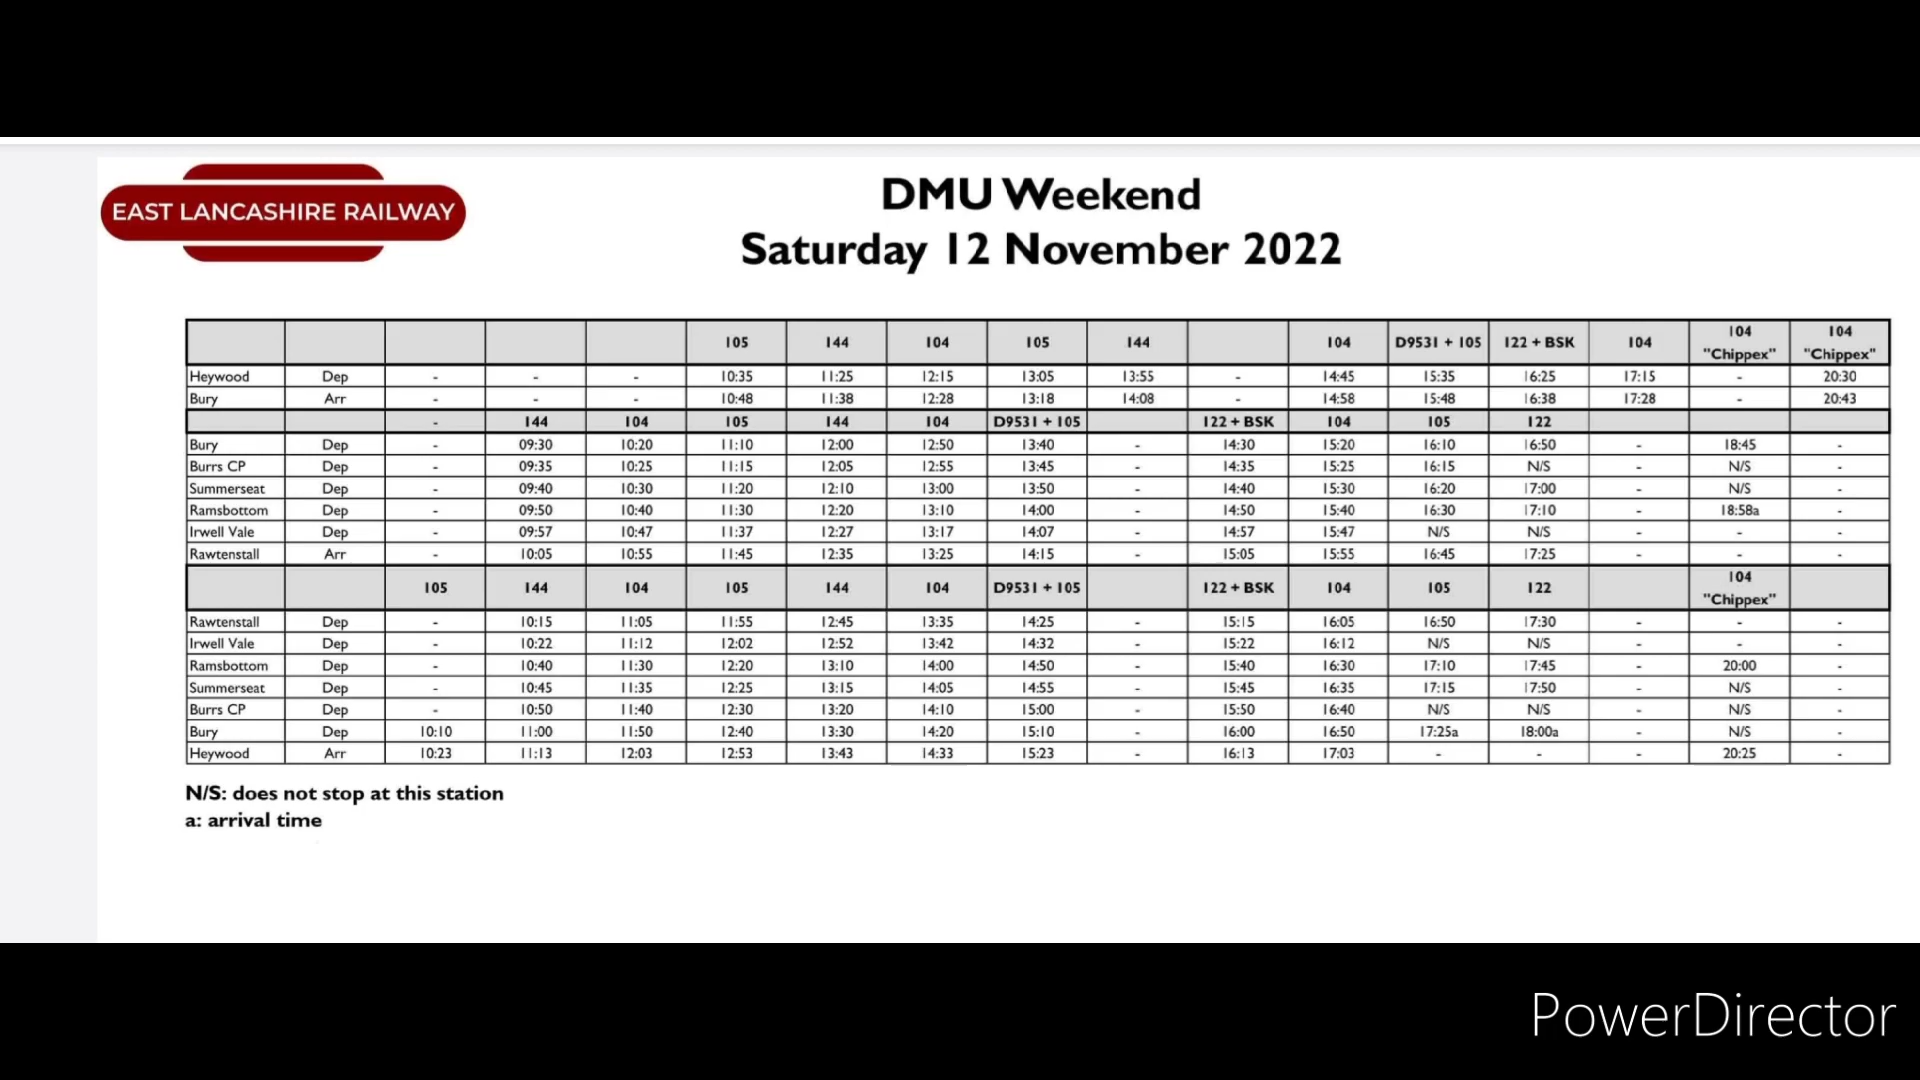 EAST LANCASHIRE RAILWAY
DMU Weekend
Saturday 12 November 2022
105 144 104 105 144 104 D9531 + 105 122 + BSK 104 104 "Chippex" 104 "Chippex"
Heywood Dep - - - 10:35 11:25 12:15 13:05 13:55 - 14:45 15:35 16:25 17:15 - 20:30
Bury Arr - - - 10:48 11:38 12:28 13:18 14:08 - 14:58 15:48 16:38 17:28 - 20:43
- 144 104 105 144 104 D9531 + 105 122 + BSK 104 105 122
Bury Dep - 09:30 10:20 11:10 12:00 12:50 13:40 - 14:30 15:20 16:10 16:50 - 18:45 -
Burrs CP Dep - 09:35 10:25 11:15 12:05 12:55 13:45 - 14:35 15:25 16:15 N/S - N/S -
Summerseat Dep - 09:40 10:30 11:20 12:10 13:00 13:50 - 14:40 15:30 16:20 17:00 - N/S -
Ramsbottom Dep - 09:50 10:40 11:30 12:20 13:10 14:00 - 14:50 15:40 16:30 17:10 - 18:58a -
Irwell Vale Dep - 09:57 10:47 11:37 12:27 13:17 14:07 - 14:57 15:47 N/S N/S - - -
Rawtenstall Arr - 10:05 10:55 11:45 12:35 13:25 14:15 - 15:05 15:55 16:45 17:25 - - -
105 144 104 105 144 104 D9531 + 105 122 + BSK 104 105 122 104 "Chippex"
Rawtenstall Dep - 10:15 11:05 11:55 12:45 13:35 14:25 - 15:15 16:05 16:50 17:30 - - -
Irwell Vale Dep - 10:22 11:12 12:02 12:52 13:42 14:32 - 15:22 16:12 N/S N/S - - -
Ramsbottom Dep - 10:40 11:30 12:20 13:10 14:00 14:50 - 15:40 16:30 17:10 17:45 - 20:00 -
Summerseat Dep - 10:45 11:35 12:25 13:15 14:05 14:55 - 15:45 16:35 17:15 17:50 - N/S -
Burrs CP Dep - 10:50 11:40 12:30 13:20 14:10 15:00 - 15:50 16:40 N/S N/S - N/S -
Bury Dep 10:10 11:00 11:50 12:40 13:30 14:20 15:10 - 16:00 16:50 17:25a 18:00a - N/S -
Heywood Arr 10:23 11:13 12:03 12:53 13:43 14:33 15:23 - 16:13 17:03 - - - 20:25 -
N/S: does not stop at this station
a: arrival time
PowerDirector